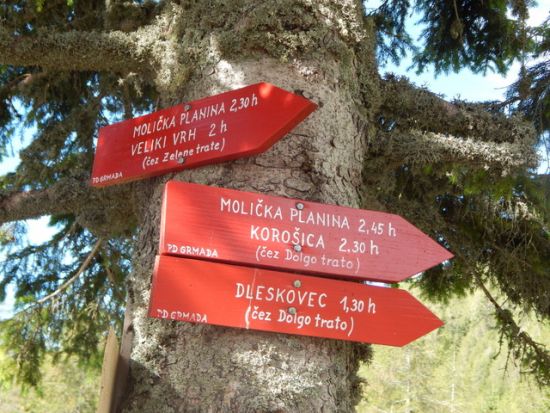 MOLIČKA PLANINA 2,30 h
VELIKI VRH 2 h
(čez Zelene trate)
PD GRMADA
MOLIČKA PLANINA 2,45 h
KOROŠICA 2.30 h
(čez Dolgo trato)
PD GRMADA
DLESKOVEC 1,30 h
(čez Dolgo trato)
PD GRMADA